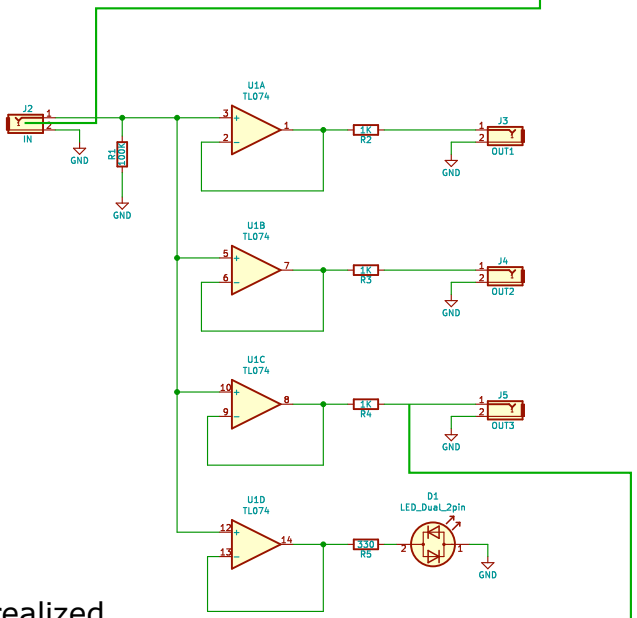 U1A
TL074
J2
1
2
IN
GND
R1
100K
GND
3
+
2
-
1
1K
R2
J3
1
2
OUT1
GND
U1B
TL074
5
+
6
-
7
1K
R3
J4
1
2
OUT2
GND
U1C
TL074
10
+
9
-
8
1K
R4
J5
1
2
OUT3
GND
U1D
TL074
12
+
13
-
14
330
R5
D1
LED_Dual_2pin
2
1
GND
realized